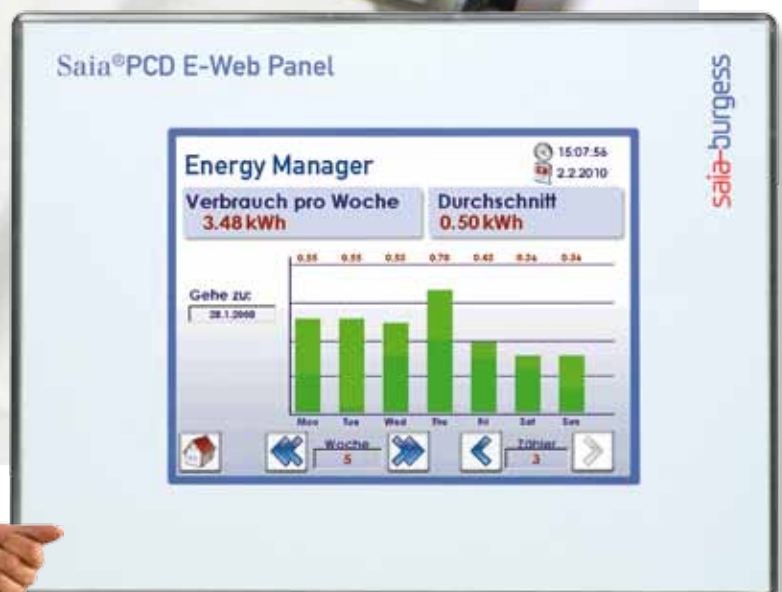 Saia®PCD E-Web Panel
saia-burgess
Energy Manager
15:07:56
2.2.2010
Verbrauch pro Woche
3.48 kWh
Durchschnitt
0.50 kWh
0.55 0.55 0.53 0.70 0.42 0.34 0.34
Gehe zu:
Mon Tue Wed Thu Fri Sat Sun
Woche
5
Zähler
3